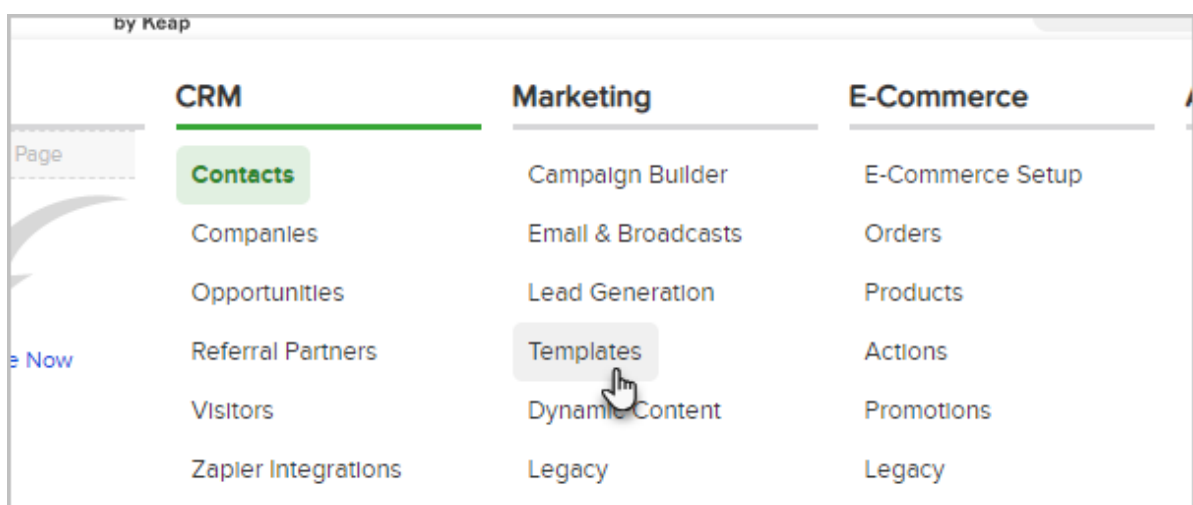 by Keap
CRM
Marketing
E-Commerce
Page
Contacts
Campaign Builder
E-Commerce Setup
Companies
Email & Broadcasts
Orders
Opportunities
Lead Generation
Products
e Now
Referral Partners
Templates
Actions
Visitors
Dynamic Content
Promotions
Zapier Integrations
Legacy
Legacy